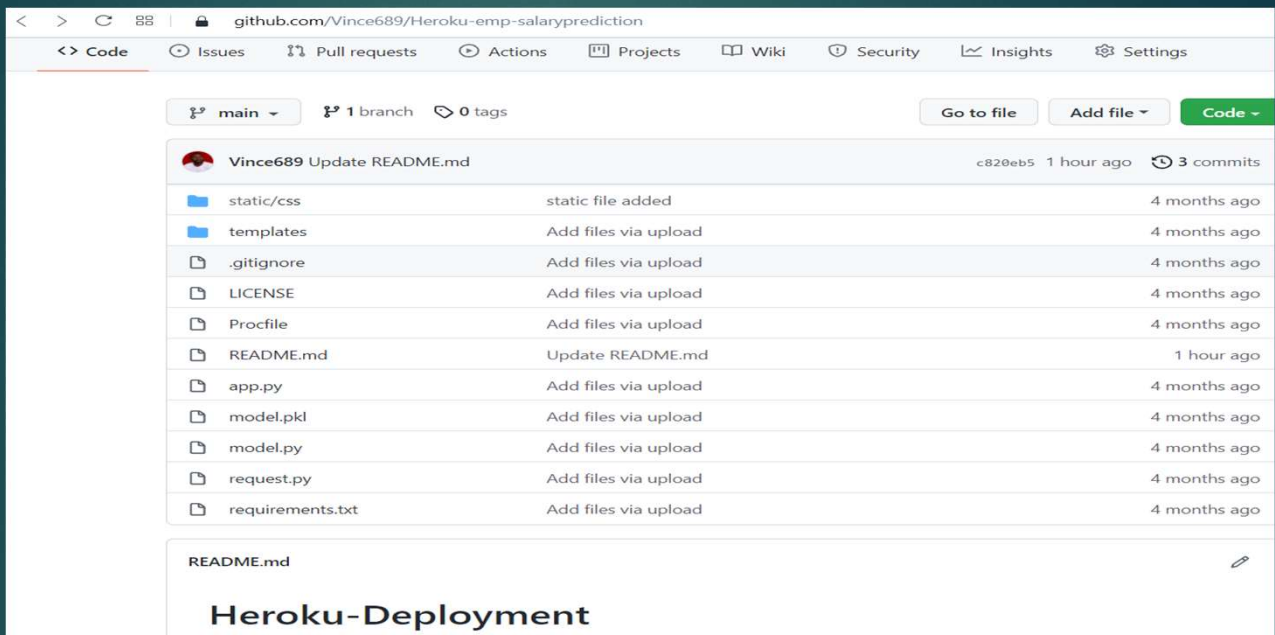 github.com/Vince689/Heroku-emp-salaryprediction
<> Code Issues Pull requests Actions Projects Wiki Security Insights Settings
main 1 branch 0 tags Go to file Add file Code
Vince689 Update README.md c820eb5 1 hour ago 3 commits
static/css static file added 4 months ago
templates Add files via upload 4 months ago
.gitignore Add files via upload 4 months ago
LICENSE Add files via upload 4 months ago
Procfile Add files via upload 4 months ago
README.md Update README.md 1 hour ago
app.py Add files via upload 4 months ago
model.pkl Add files via upload 4 months ago
model.py Add files via upload 4 months ago
request.py Add files via upload 4 months ago
requirements.txt Add files via upload 4 months ago
README.md
Heroku-Deployment